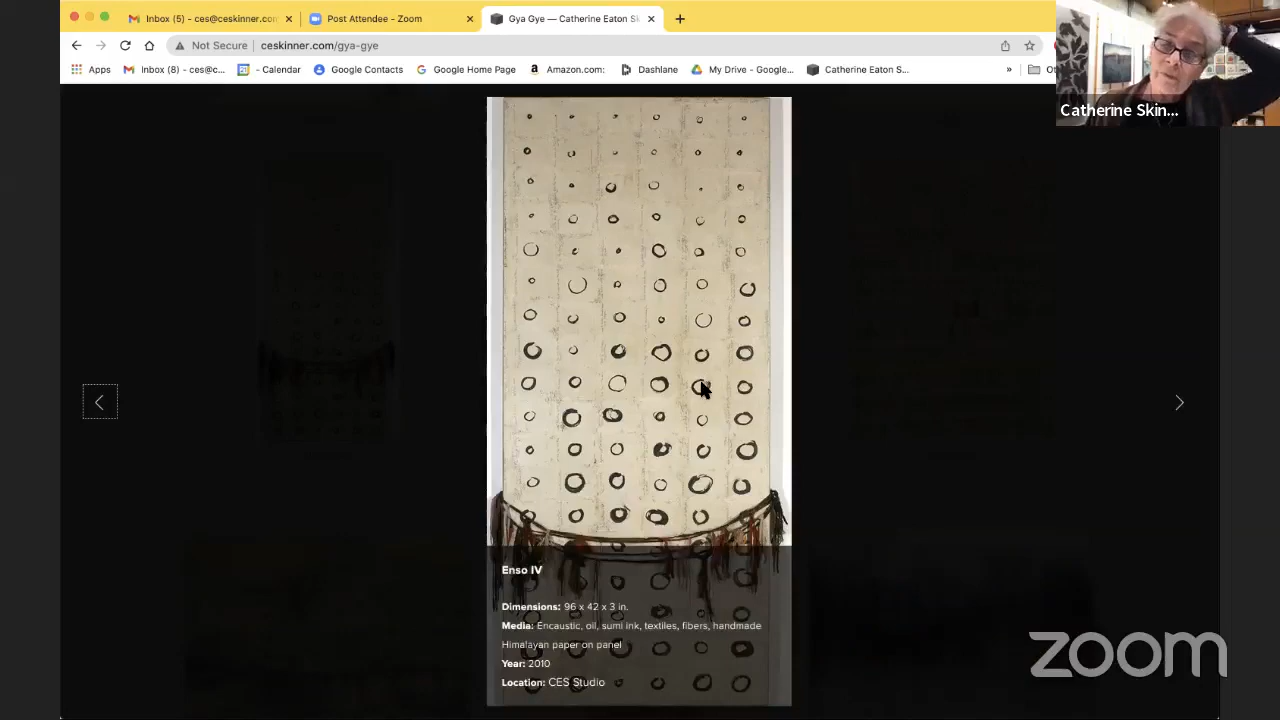 Inbox (5) - ces@ceskinner.com
Post Attendee - Zoom
Gya Gye — Catherine Eaton Sk
Not Secure
ceskinner.com/gya-gye
Apps
Inbox (8) - ces@c...
- Calendar
Google Contacts
Google Home Page
Amazon.com:
Dashlane
My Drive - Google...
Catherine Eaton S...
»
Catherine Skin...
Enso IV
Dimensions: 96 x 42 x 3 in.
Media: Encaustic, oil, sumi ink, textiles, fibers, handmade
Himalayan paper on panel
Year: 2010
Location: CES Studio
zoom